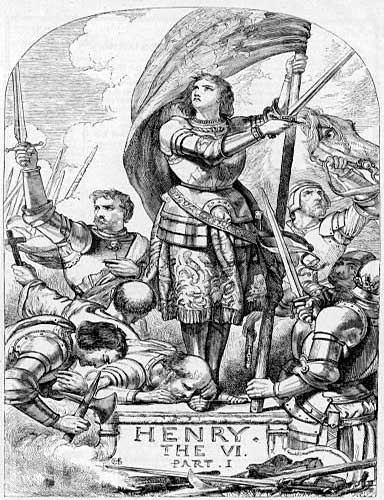 HENRY.
THE VI.
PART I